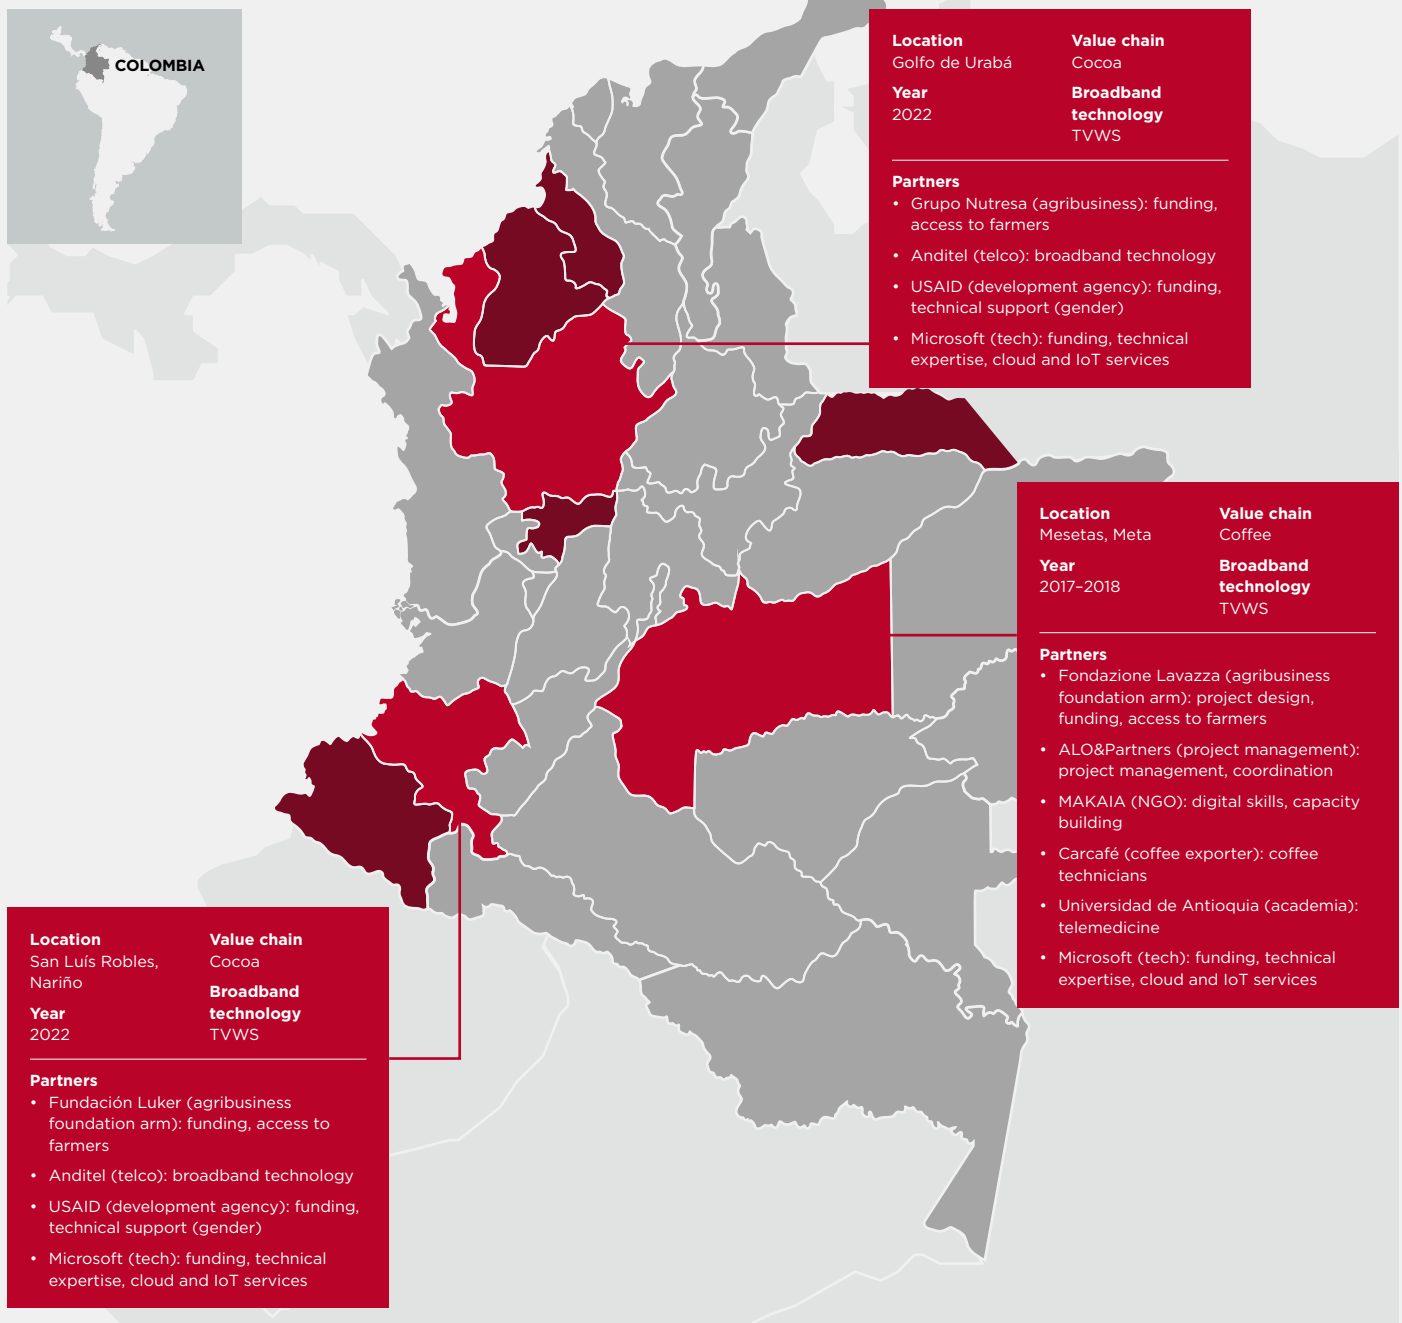 COLOMBIA
Location
Golfo de Urabá
Year
2022
Value chain
Cocoa
Broadband
technology
TVWS
Partners
• Grupo Nutresa (agribusiness): funding,
access to farmers
• Anditel (telco): broadband technology
• USAID (development agency): funding,
technical support (gender)
• Microsoft (tech): funding, technical
expertise, cloud and IoT services
Location
Mesetas, Meta
Year
2017–2018
Value chain
Coffee
Broadband
technology
TVWS
Partners
• Fondazione Lavazza (agribusiness
foundation arm): project design,
funding, access to farmers
• ALO&Partners (project management):
project management, coordination
• MAKAIA (NGO): digital skills, capacity
building
• Carcafé (coffee exporter): coffee
technicians
• Universidad de Antioquia (academia):
telemedicine
• Microsoft (tech): funding, technical
expertise, cloud and IoT services
Location
San Luís Robles,
Nariño
Year
2022
Value chain
Cocoa
Broadband
technology
TVWS
Partners
• Fundación Luker (agribusiness
foundation arm): funding, access to
farmers
• Anditel (telco): broadband technology
• USAID (development agency): funding,
technical support (gender)
• Microsoft (tech): funding, technical
expertise, cloud and IoT services